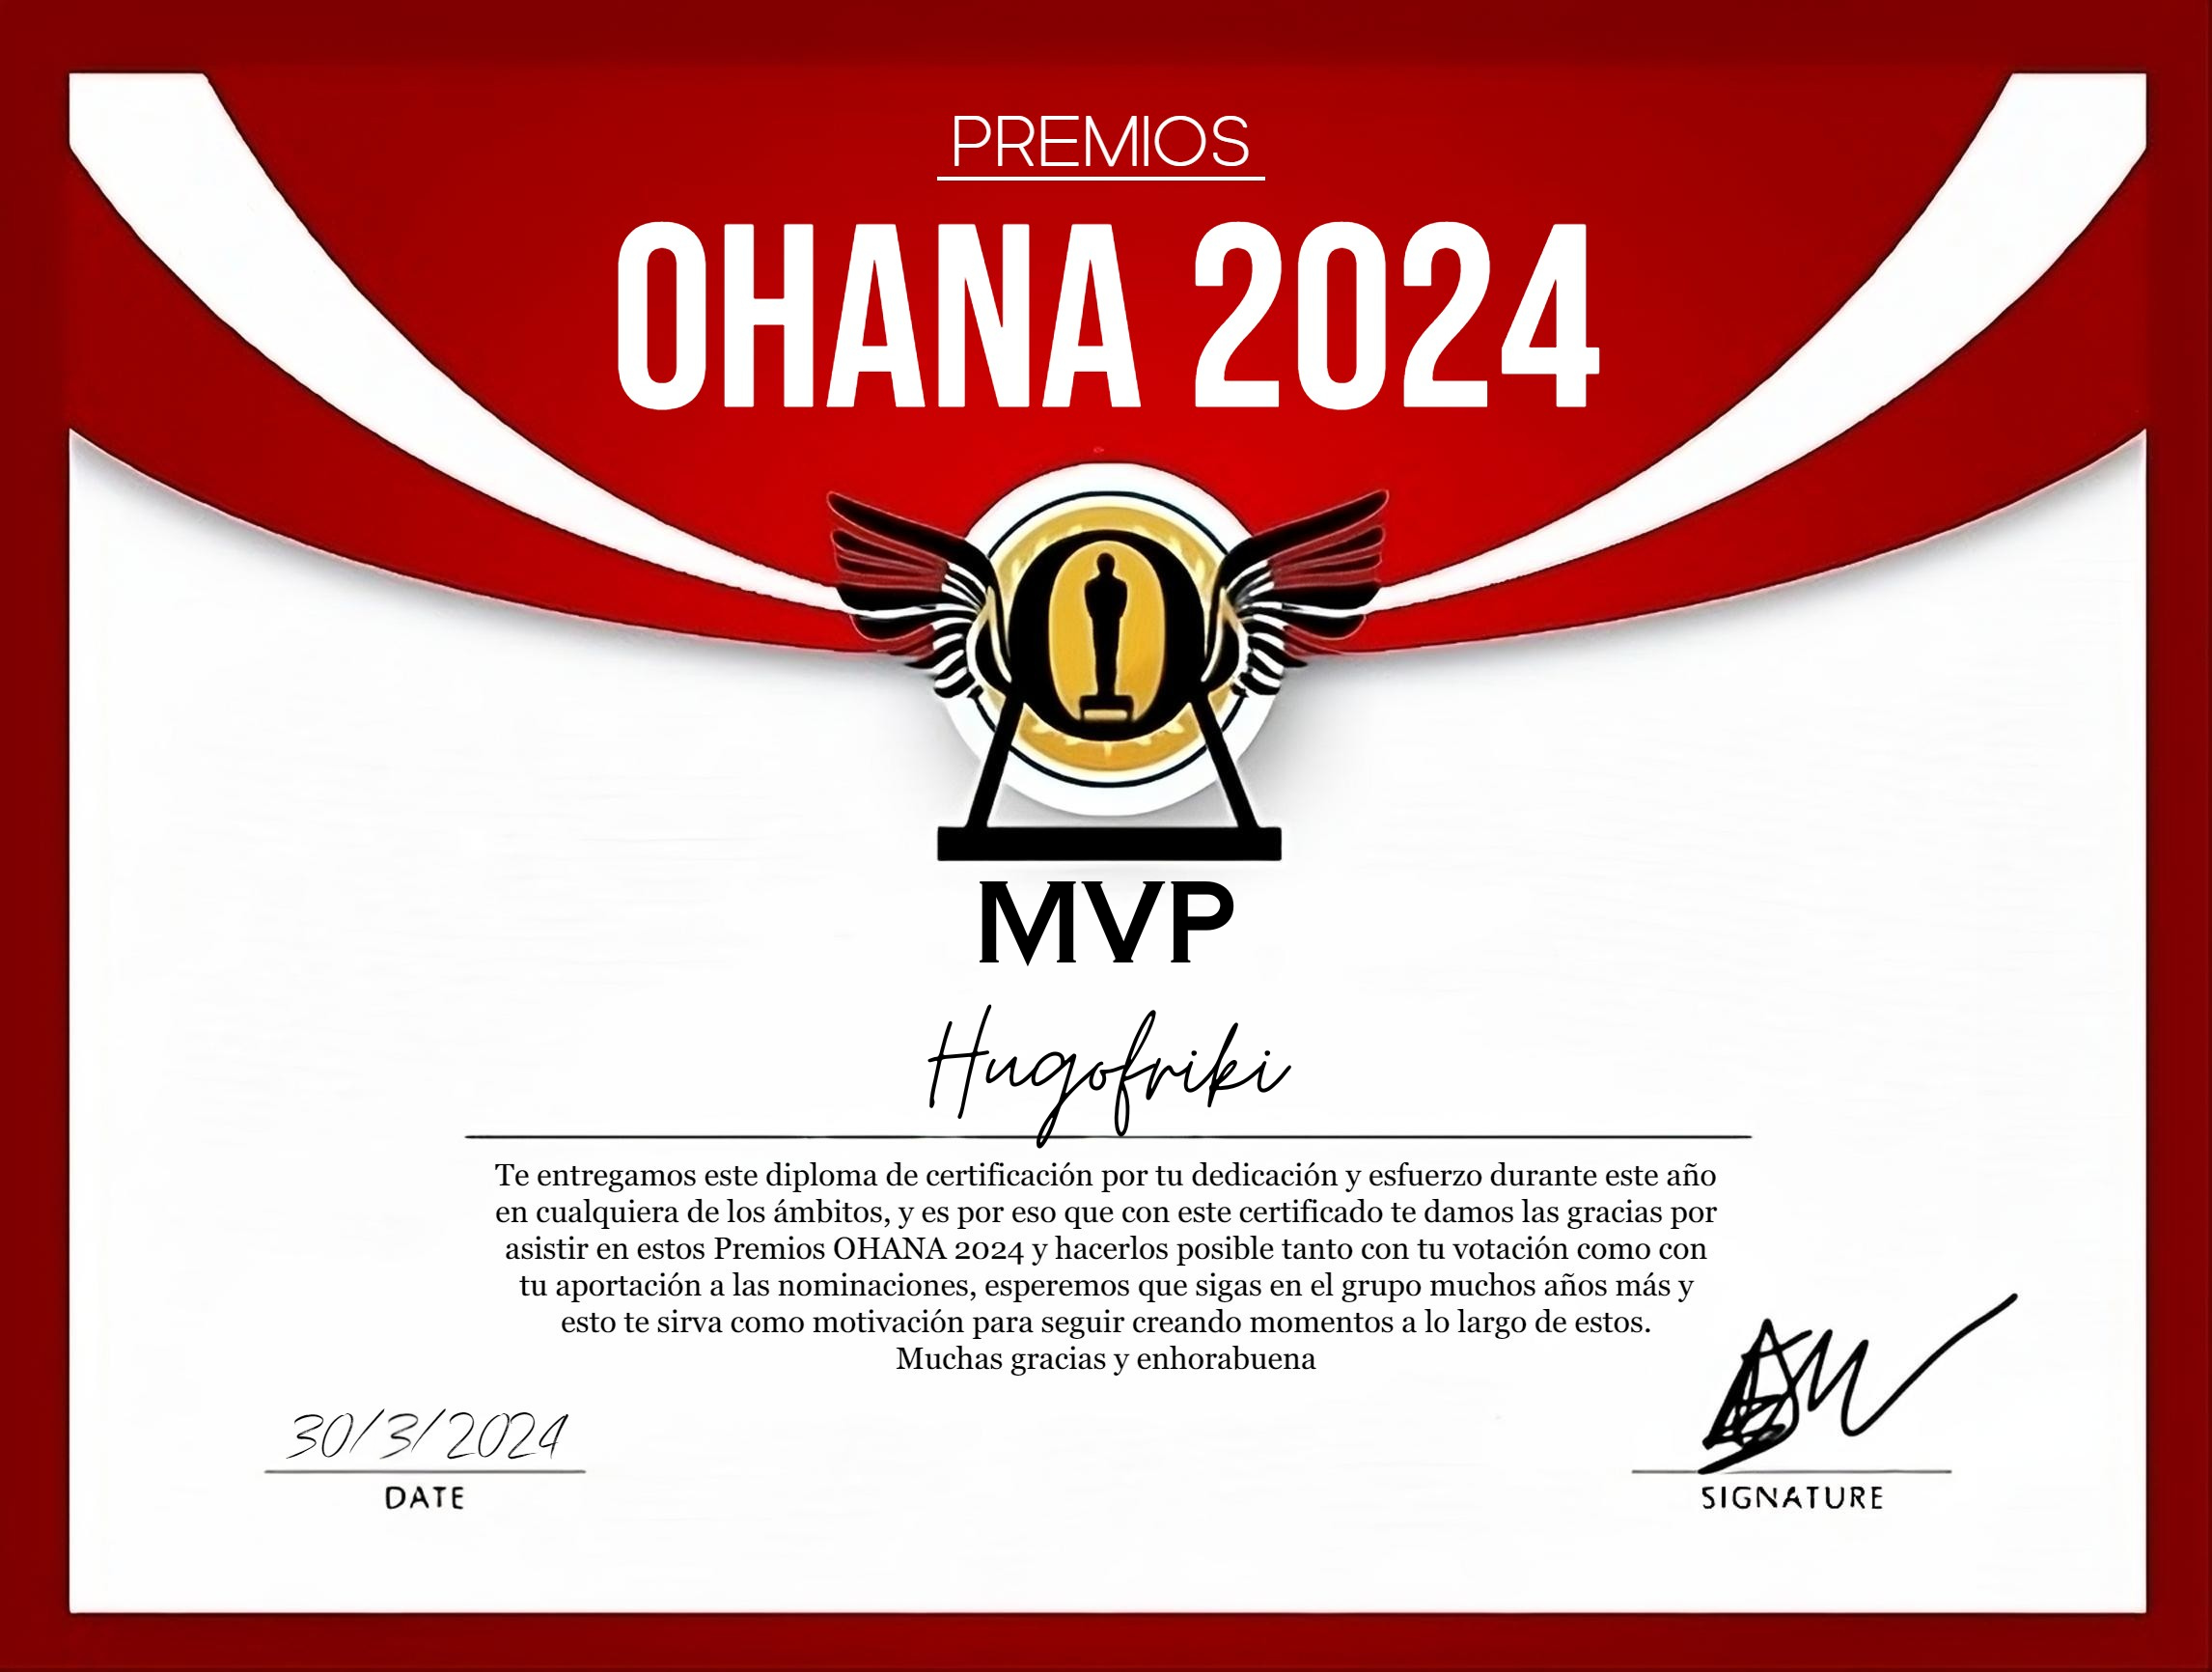 PREMIOS
OHANA 2024
MVP
Hugofriki
Te entregamos este diploma de certificación por tu dedicación y esfuerzo durante este año
en cualquiera de los ámbitos, y es por eso que con este certificado te damos las gracias por
asistir en estos Premios OHANA 2024 y hacerlos posible tanto con tu votación como con
tu aportación a las nominaciones, esperemos que sigas en el grupo muchos años más y
esto te sirva como motivación para seguir creando momentos a lo largo de estos.
Muchas gracias y enhorabuena
30/3/2024
DATE
SIGNATURE